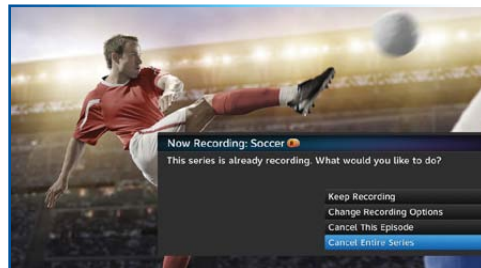 Now Recording: Soccer
This series is already recording. What would you like to do?
Keep Recording
Change Recording Options
Cancel This Episode
Cancel Entire Series